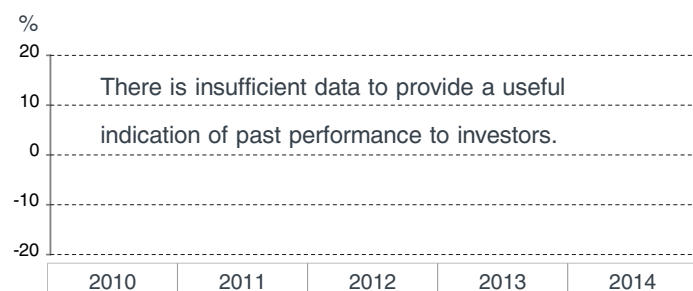 %
20
There is insufficient data to provide a useful
10
indication of past performance to investors.
0
-10
-20
2010 2011 2012 2013 2014